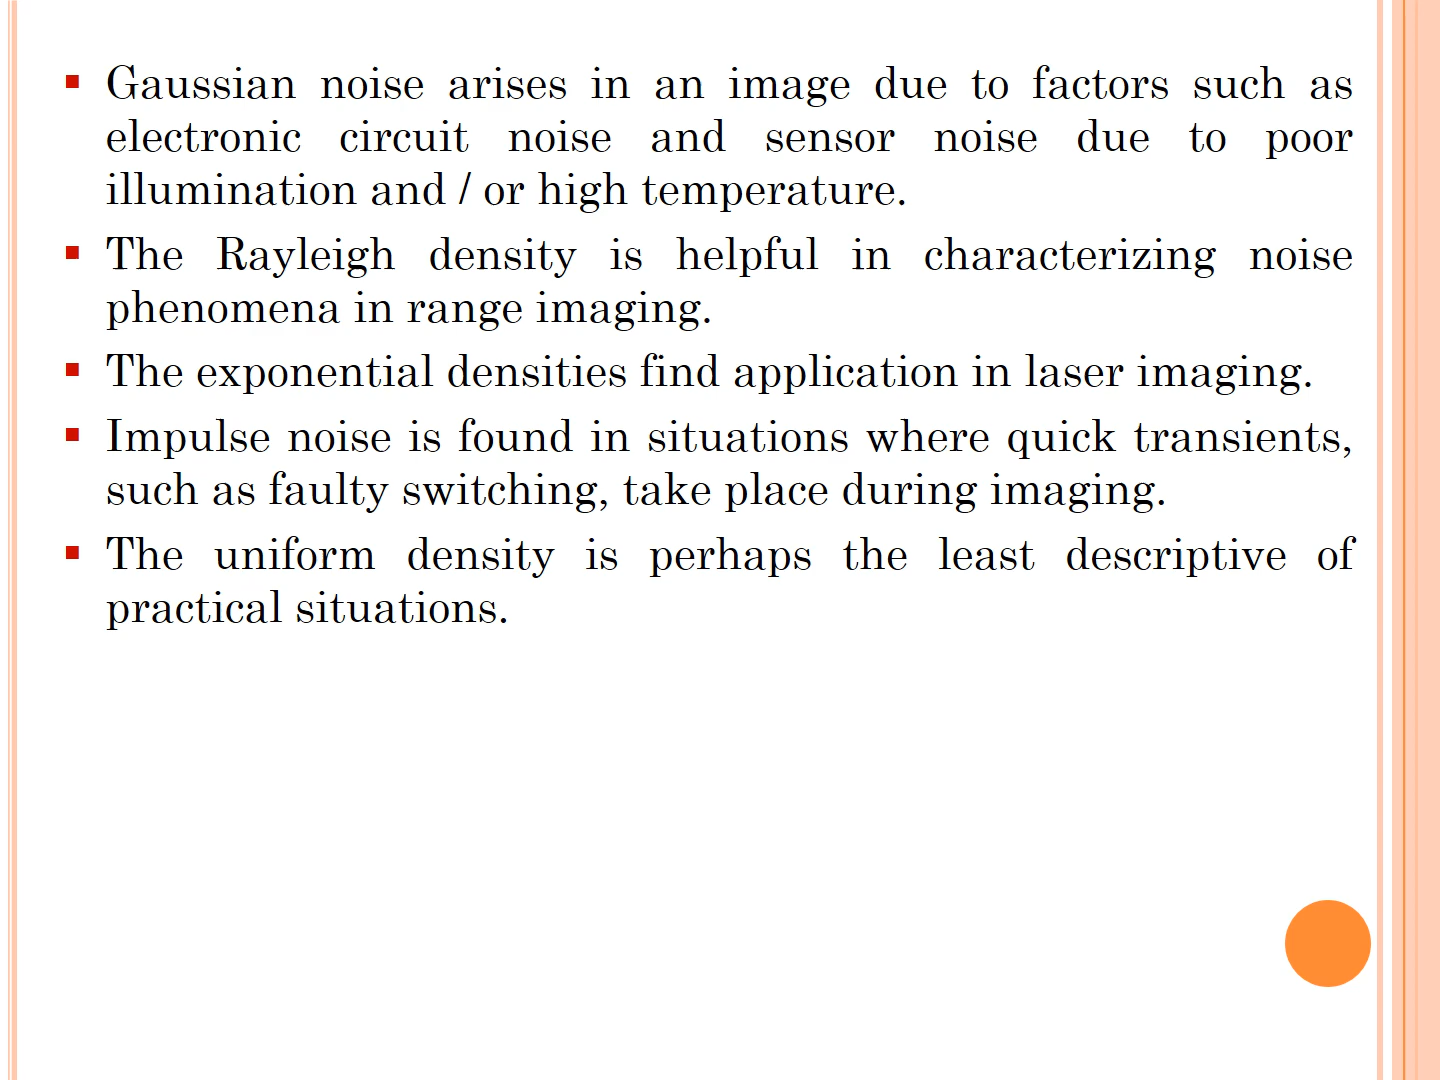 ▪ Gaussian noise arises in an image due to factors such as
electronic circuit noise and sensor noise due to poor
illumination and / or high temperature.
▪ The Rayleigh density is helpful in characterizing noise
phenomena in range imaging.
▪ The exponential densities find application in laser imaging.
▪ Impulse noise is found in situations where quick transients,
such as faulty switching, take place during imaging.
▪ The uniform density is perhaps the least descriptive of
practical situations.